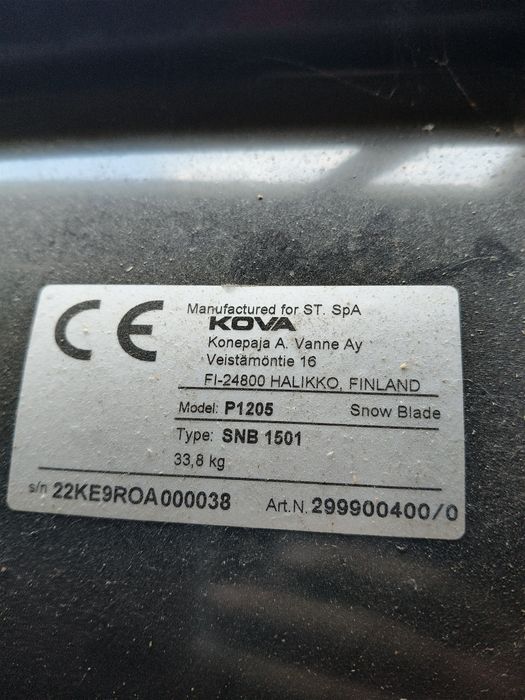 CE
Manufactured for ST. SpA
KOVA
Konepaja A. Vanne Ay
Veistämöntie 16
FI-24800 HALIKKO, FINLAND
Model: P1205 Snow Blade
Type: SNB 1501
33,8 kg
s/n 22KE9ROA000038 Art.N. 299900400/0